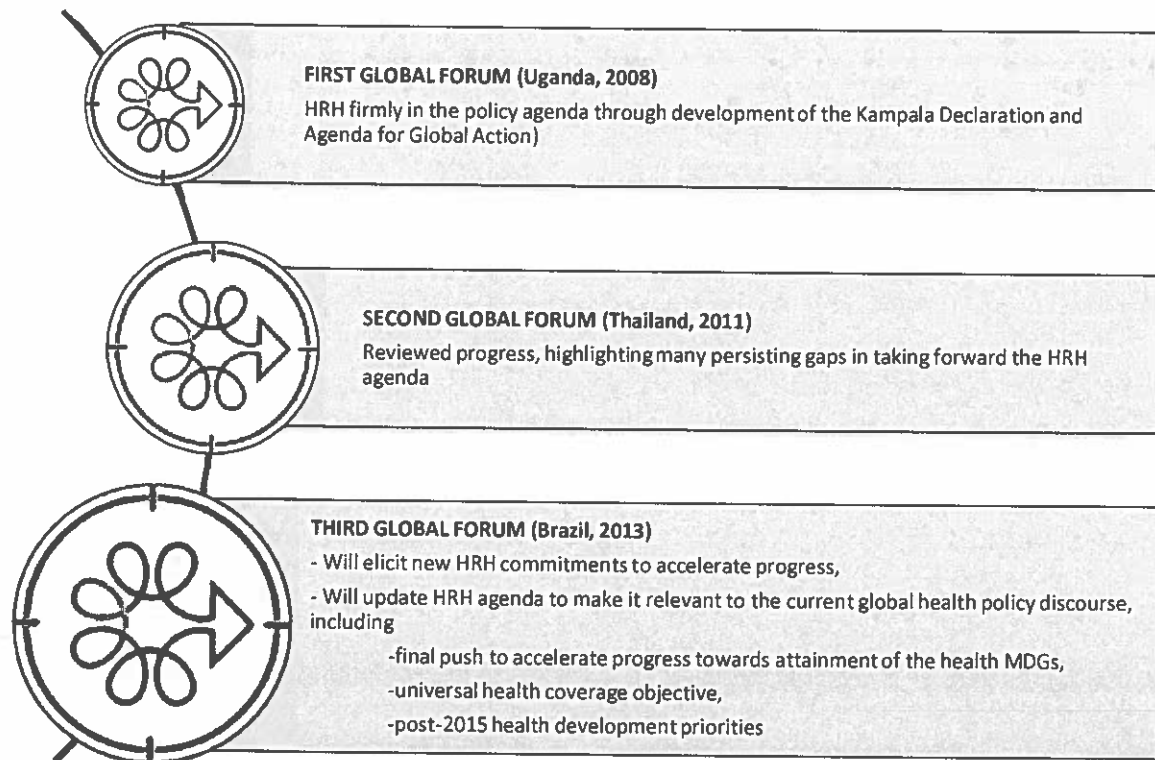 FIRST GLOBAL FORUM (Uganda, 2008)
HRH firmly in the policy agenda through development of the Kampala Declaration and
Agenda for Global Action)
SECOND GLOBAL FORUM (Thailand, 2011)
Reviewed progress, highlighting many persisting gaps in taking forward the HRH
agenda
THIRD GLOBAL FORUM (Brazil, 2013)
- Will elicit new HRH commitments to accelerate progress,
- Will update HRH agenda to make it relevant to the current global health policy discourse,
including
-final push to accelerate progress towards attainment of the health MDGs,
-universal health coverage objective,
-post-2015 health development priorities